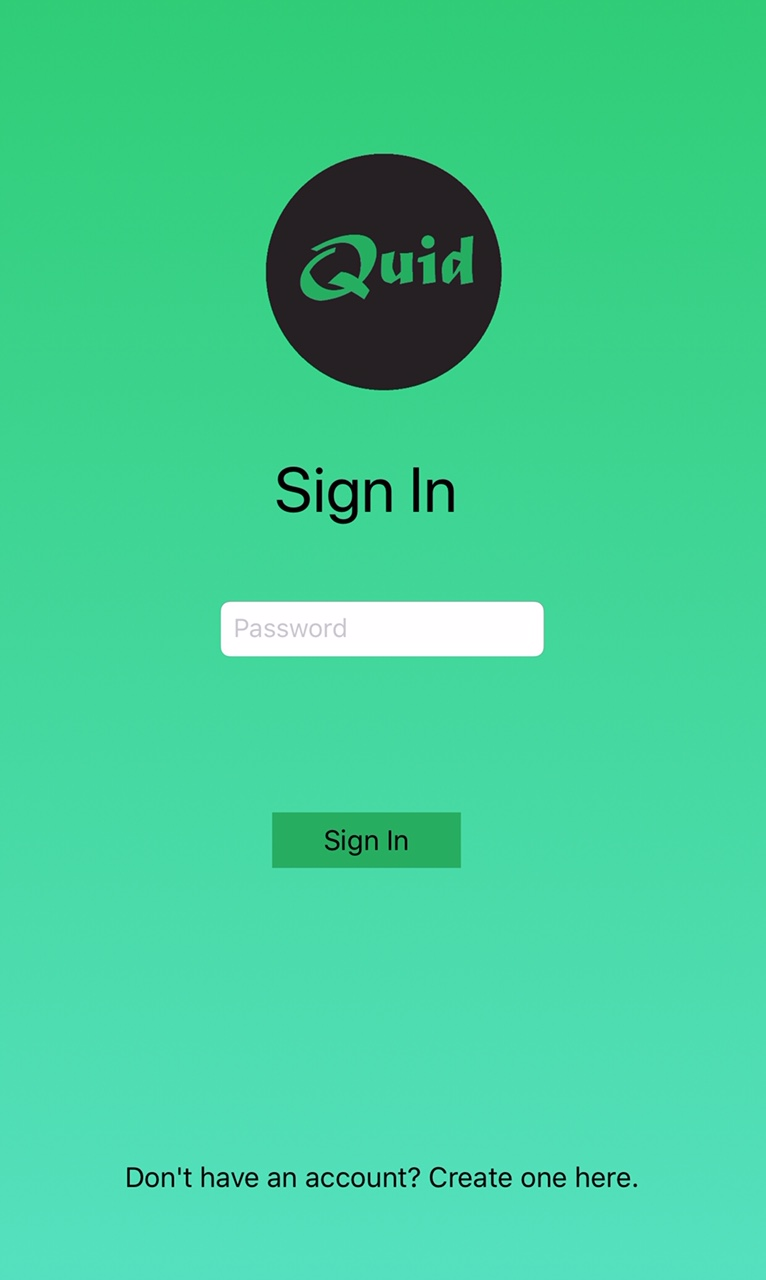 Quid
Sign In
Password
Sign In
Don't have an account? Create one here.